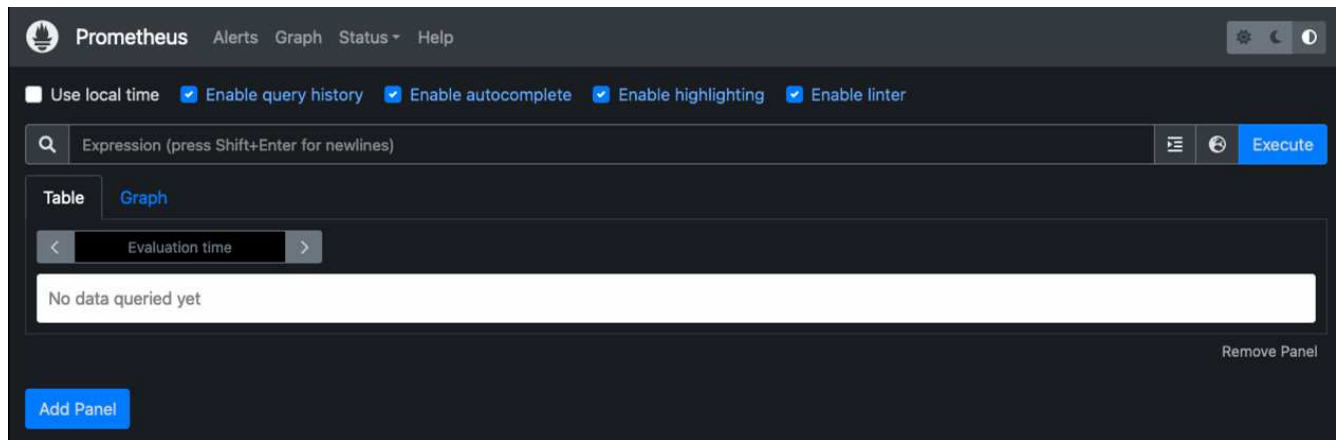 Prometheus Alerts Graph Status Help
Use local time Enable query history Enable autocomplete Enable highlighting Enable linter
Expression (press Shift+Enter for newlines) Execute
Table Graph
Evaluation time
No data queried yet
Remove Panel
Add Panel